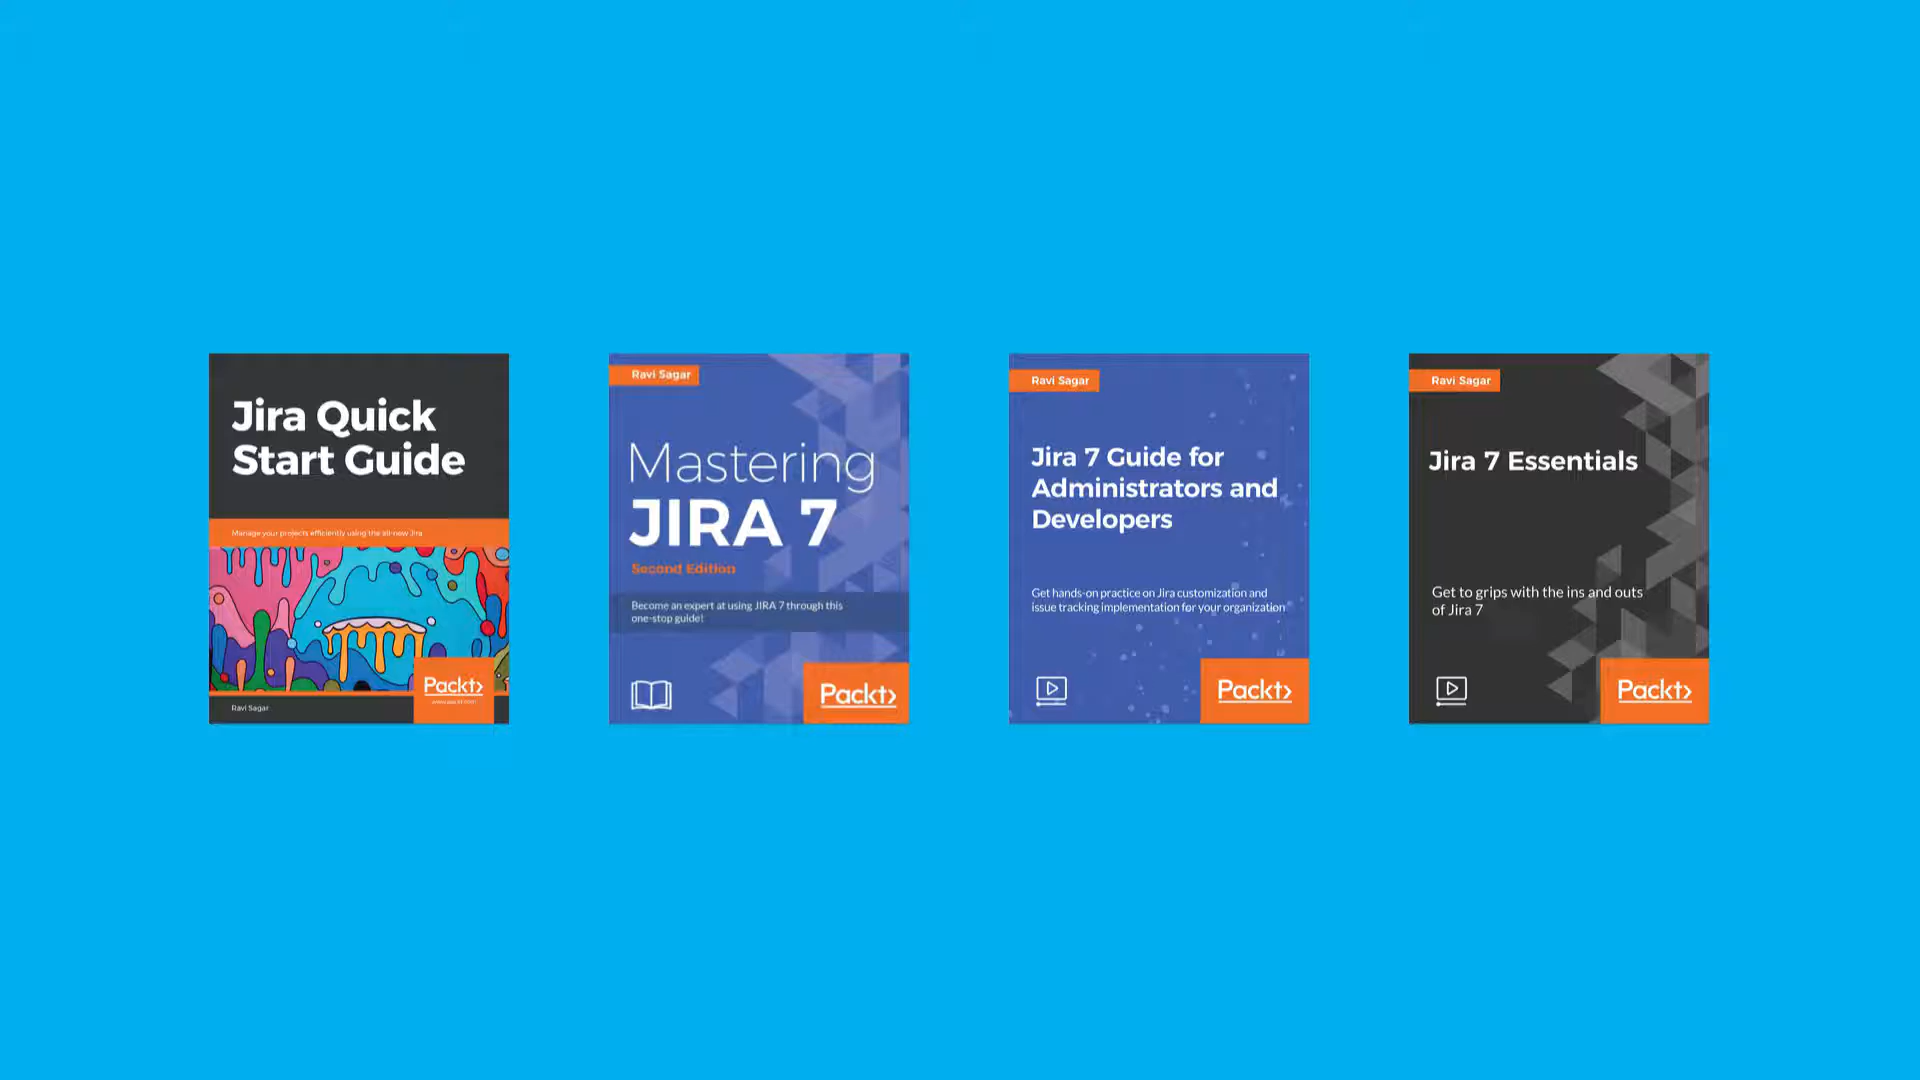 Jira Quick
Start Guide
Manage your projects efficiently using the all-new Jira
Packt>
www.packt.com
Ravi Sagar
Ravi Sagar
Mastering
JIRA 7
Second Edition
Become an expert at using JIRA 7 through this
one-stop guide!
Packt>
Ravi Sagar
Jira 7 Guide for
Administrators and
Developers
Get hands-on practice on Jira customization and
issue tracking implementation for your organization
Packt>
Ravi Sagar
Jira 7 Essentials
Get to grips with the ins and outs
of Jira 7
Packt>